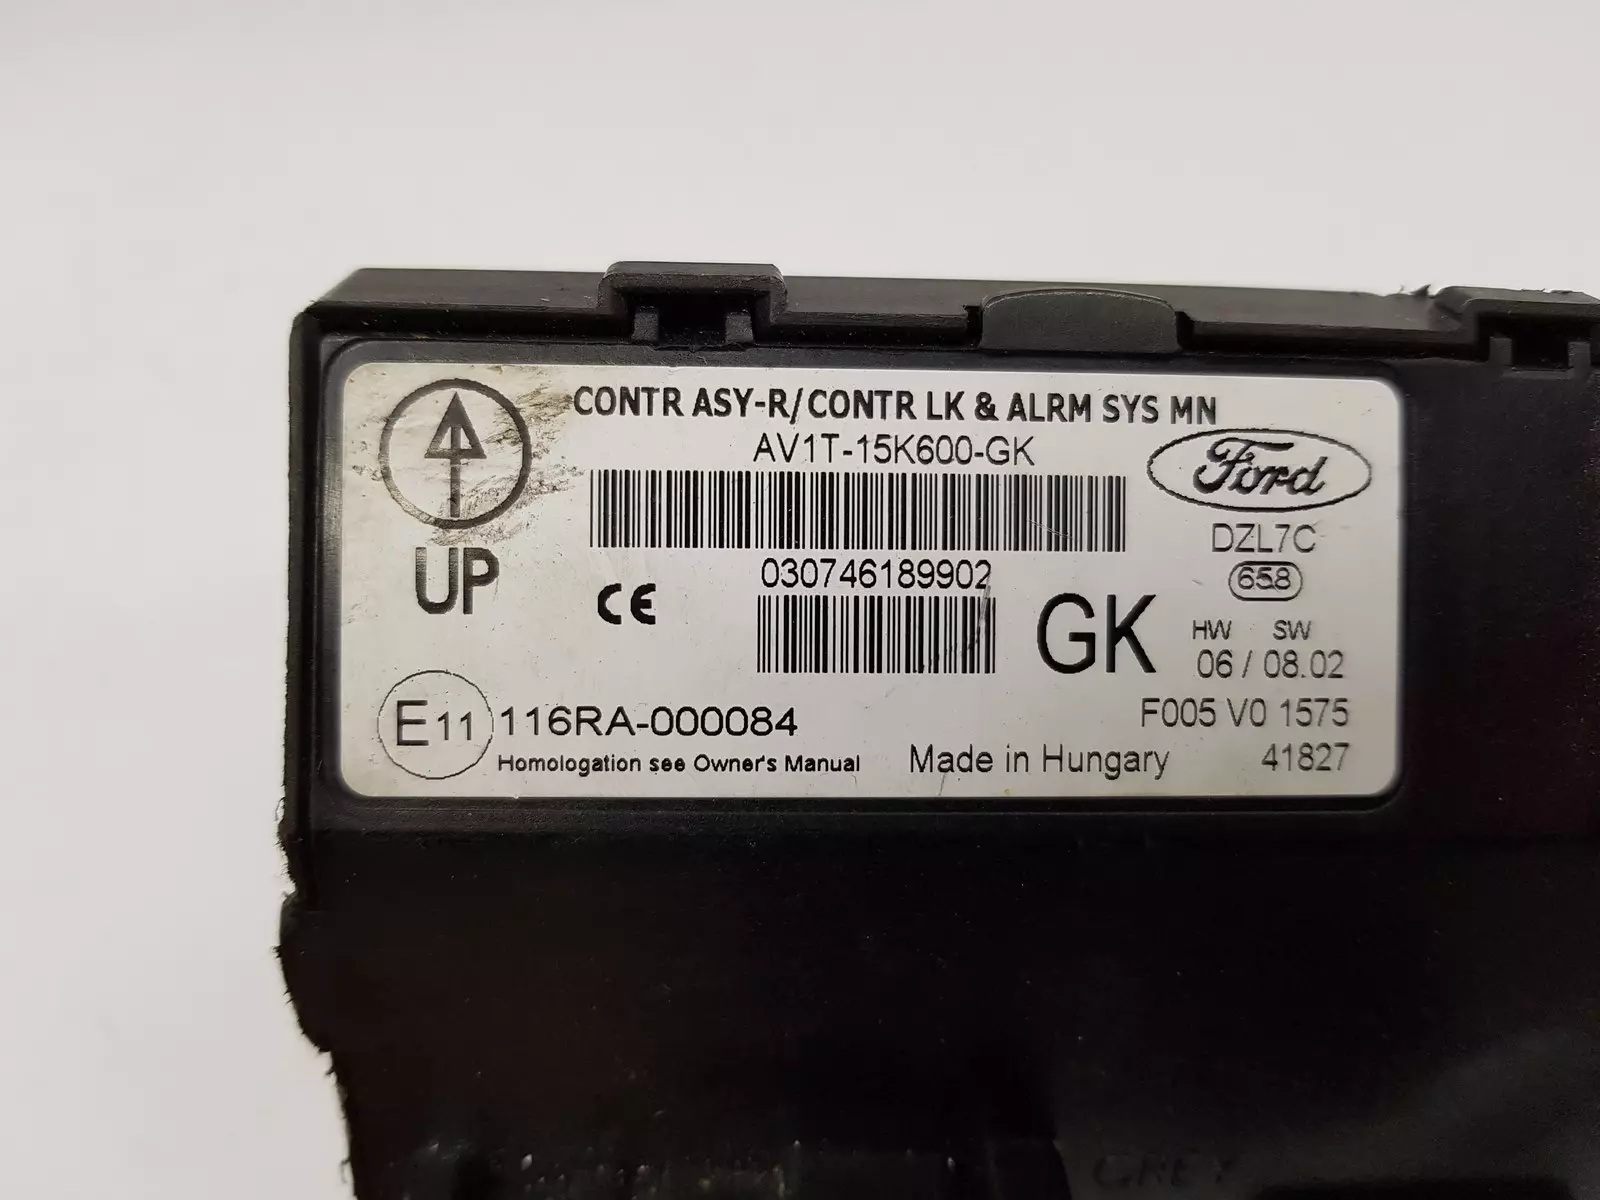 CONTR ASY-R/CONTR LK & ALRM SYS MN
AV1T-15K600-GK
Ford
DZL7C
UP
CE
030746189902
GK
658
HW SW
06 / 08.02
E11 116RA-000084
F005 V0 1575
Homologation see Owner's Manual
Made in Hungary
41827
GREY